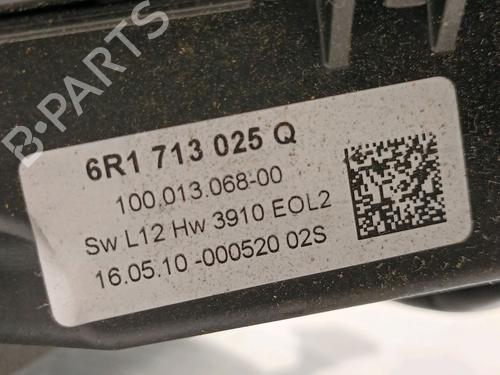 B-PARTS
6R1 713 025 Q
100.013.068-00
Sw L12 Hw 3910 EOL2
16.05.10 -000520 02S